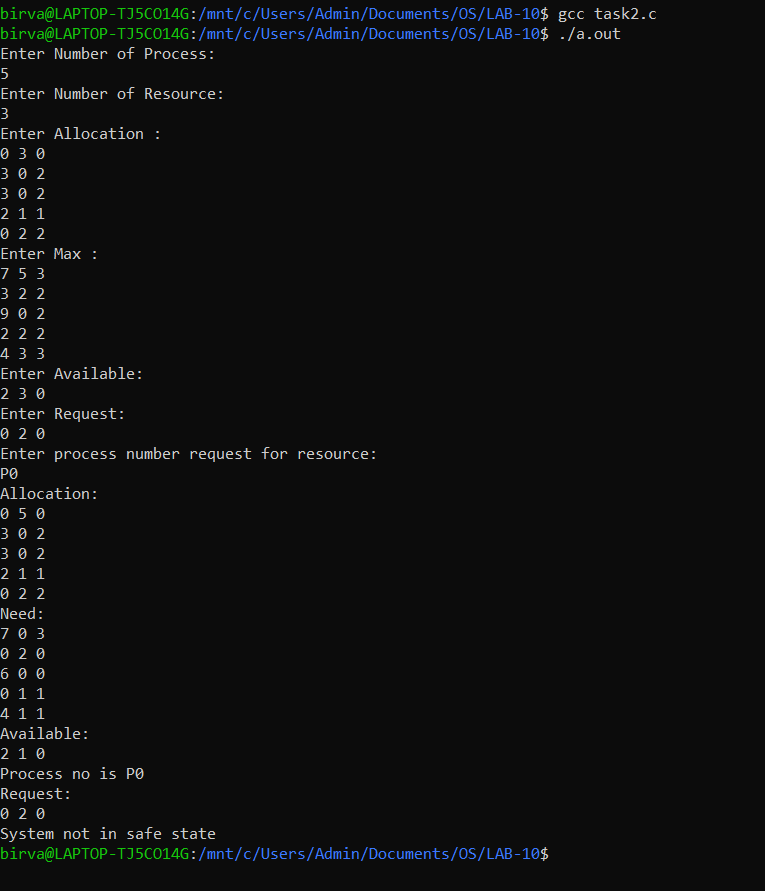 birva@LAPTOP-TJ5CO14G:/mnt/c/Users/Admin/Documents/OS/LAB-10$ gcc task2.c
birva@LAPTOP-TJ5CO14G:/mnt/c/Users/Admin/Documents/OS/LAB-10$ ./a.out
Enter Number of Process:
5
Enter Number of Resource:
3
Enter Allocation :
0 3 0
3 0 2
3 0 2
2 1 1
0 2 2
Enter Max :
7 5 3
3 2 2
9 0 2
2 2 2
4 3 3
Enter Available:
2 3 0
Enter Request:
0 2 0
Enter process number request for resource:
P0
Allocation:
0 5 0
3 0 2
3 0 2
2 1 1
0 2 2
Need:
7 0 3
0 2 0
6 0 0
0 1 1
4 1 1
Available:
2 1 0
Process no is P0
Request:
0 2 0
System not in safe state
birva@LAPTOP-TJ5CO14G:/mnt/c/Users/Admin/Documents/OS/LAB-10$